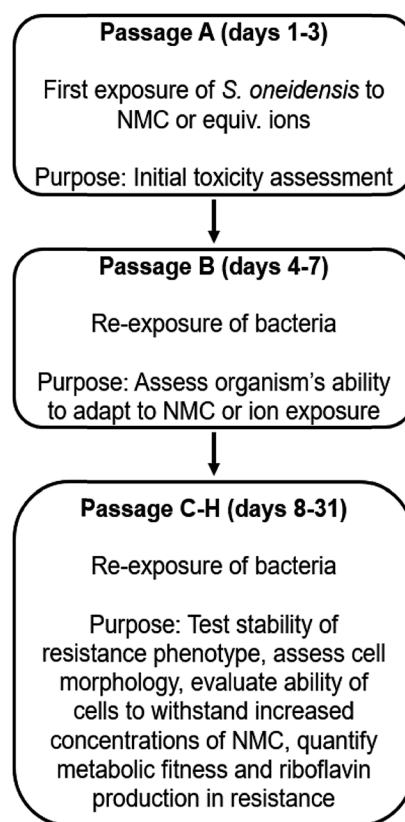 Passage A (days 1-3)
First exposure of S. oneidensis to
NMC or equiv. ions
Purpose: Initial toxicity assessment
Passage B (days 4-7)
Re-exposure of bacteria
Purpose: Assess organism's ability
to adapt to NMC or ion exposure
Passage C-H (days 8-31)
Re-exposure of bacteria
Purpose: Test stability of
resistance phenotype, assess cell
morphology, evaluate ability of
cells to withstand increased
concentrations of NMC, quantify
metabolic fitness and riboflavin
production in resistance